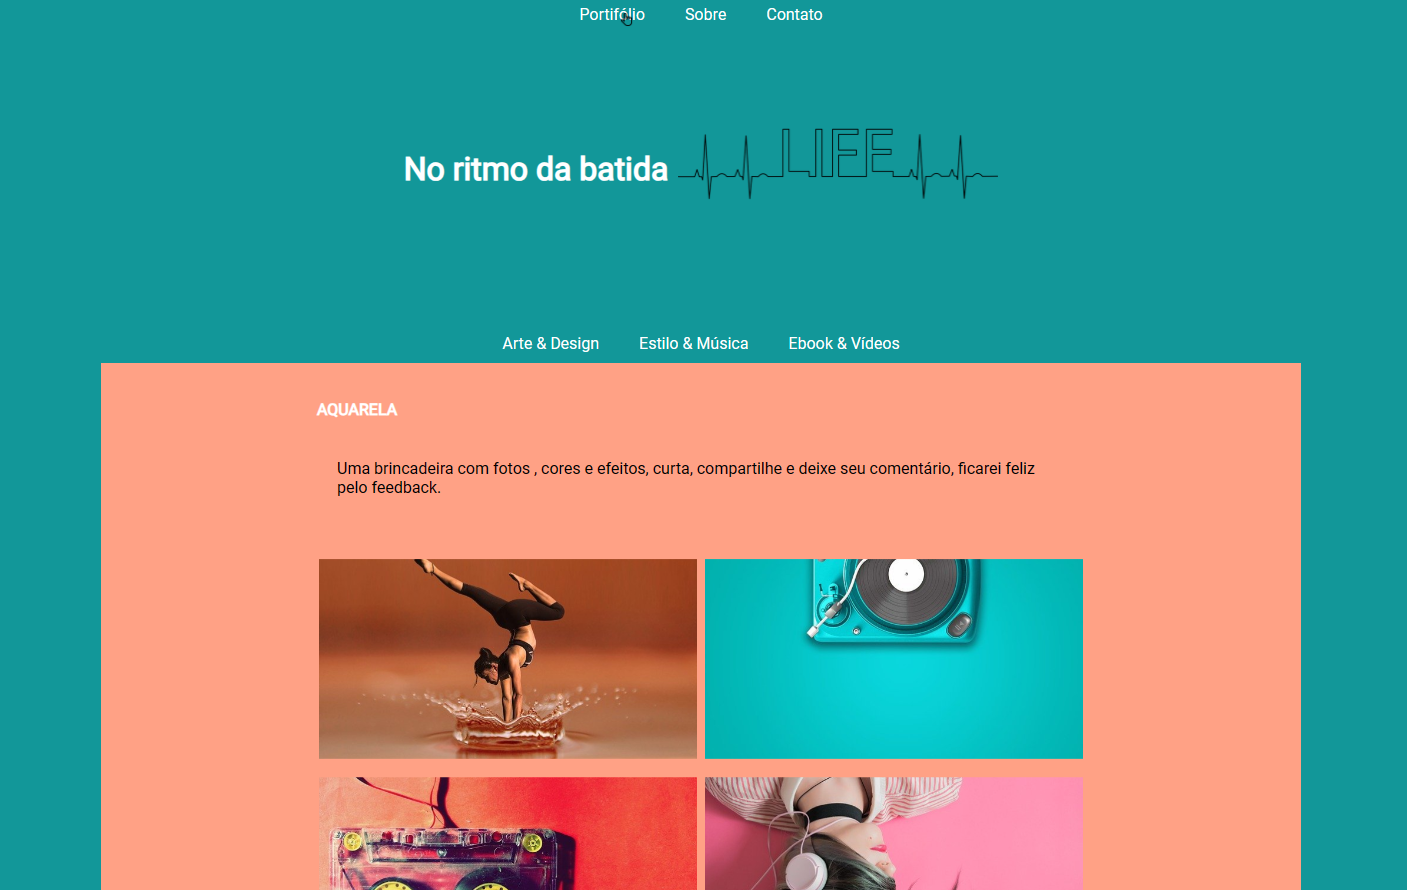 Portifólio Sobre Contato
No ritmo da batida LIFE
Arte & Design Estilo & Música Ebook & Vídeos
AQUARELA
Uma brincadeira com fotos , cores e efeitos, curta, compartilhe e deixe seu comentário, ficarei feliz
pelo feedback.